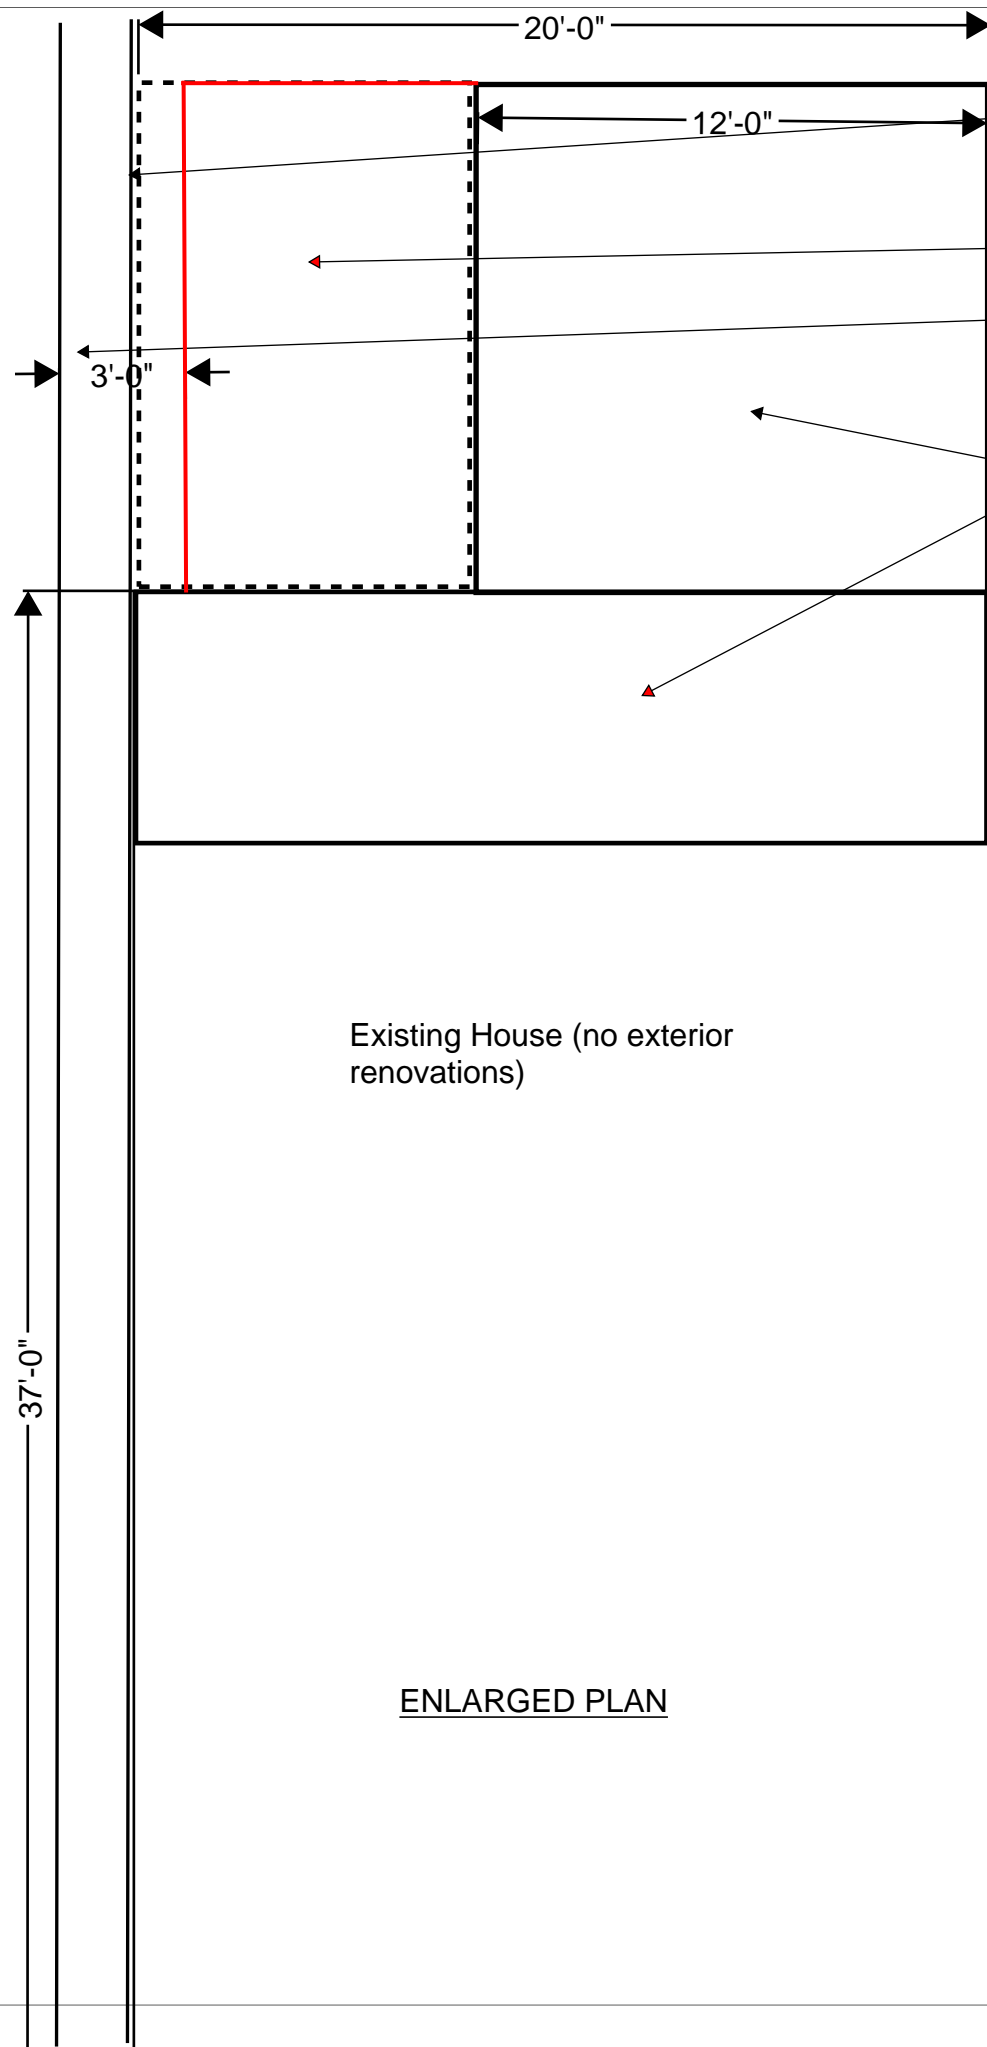 20'-0"
12'-0"
3'-0"
37'-0"
Existing House (no exterior
renovations)
ENLARGED PLAN